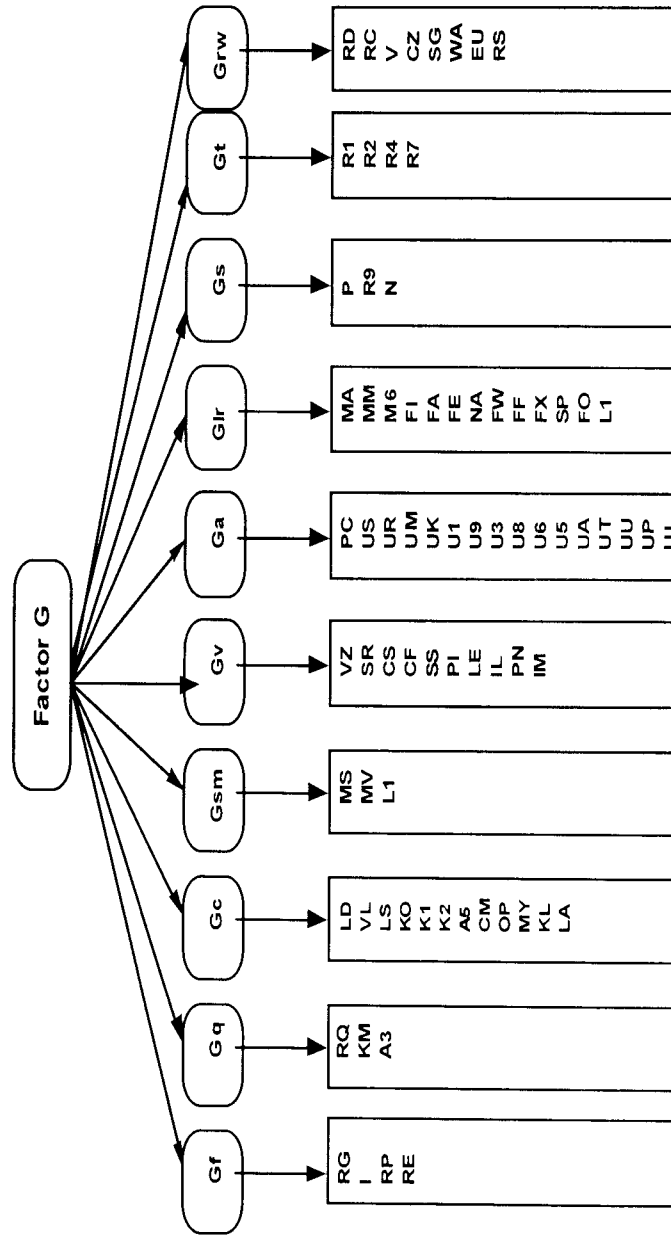 Factor G
Gf
Gq
Gc
Gsm
Gv
Ga
Glr
Gs
Gt
Grw
RG
I
RP
RE
RQ
KM
A3
LD
VL
LS
KO
K1
K2
A5
CM
OP
MY
KL
LA
MS
MV
L1
VZ
SR
CS
CF
SS
PI
LE
IL
PN
IM
PC
US
UR
UM
UK
U1
U9
U3
U8
U6
U5
UA
UT
UU
UP
MA
MM
M6
FI
FA
FE
NA
FW
FF
FX
SP
FO
L1
P
R9
N
R1
R2
R4
R7
RD
RC
V
CZ
SG
WA
EU
RS